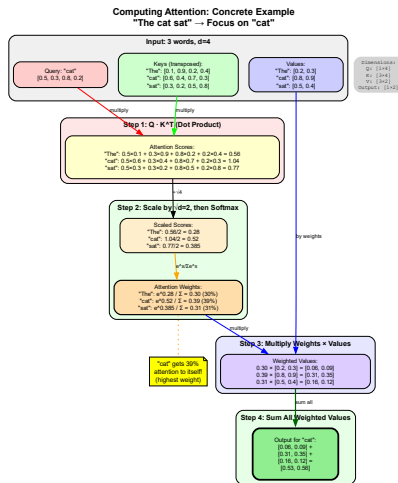 Computing Attention: Concrete Example
"The cat sat" → Focus on "cat"
Input: 3 words, d=4
Query: "cat"
[0.5, 0.3, 0.8, 0.2]
Keys (transposed):
"The": [0.1, 0.9, 0.2, 0.4]
"cat": [0.6, 0.4, 0.7, 0.3]
"sat": [0.3, 0.2, 0.5, 0.8]
Values:
"The": [0.2, 0.3]
"cat": [0.8, 0.9]
"sat": [0.5, 0.4]
Dimensions:
Q: [1×4]
K: [3×4]
V: [3×2]
Output: [1×2]
multiply
multiply
Step 1: Q · K^T (Dot Product)
Attention Scores:
"The": 0.5×0.1 + 0.3×0.9 + 0.8×0.2 + 0.2×0.4 = 0.56
"cat": 0.5×0.6 + 0.3×0.4 + 0.8×0.7 + 0.2×0.3 = 1.04
"sat": 0.5×0.3 + 0.3×0.2 + 0.8×0.5 + 0.2×0.8 = 0.77
÷ √4
Step 2: Scale by √d=2, then Softmax
Scaled Scores:
"The": 0.56/2 = 0.28
"cat": 1.04/2 = 0.52
"sat": 0.77/2 = 0.385
e^x/Σe^x
by weights
Attention Weights:
"The": e^0.28 / Σ = 0.30 (30%)
"cat": e^0.52 / Σ = 0.39 (39%)
"sat": e^0.385 / Σ = 0.31 (31%)
multiply
"cat" gets 39%
attention to itself!
(highest weight)
Step 3: Multiply Weights × Values
Weighted Values:
0.30 × [0.2, 0.3] = [0.06, 0.09]
0.39 × [0.8, 0.9] = [0.31, 0.35]
0.31 × [0.5, 0.4] = [0.16, 0.12]
sum all
Step 4: Sum All Weighted Values
Output for "cat":
[0.06, 0.09] +
[0.31, 0.35] +
[0.16, 0.12] =
[0.53, 0.56]